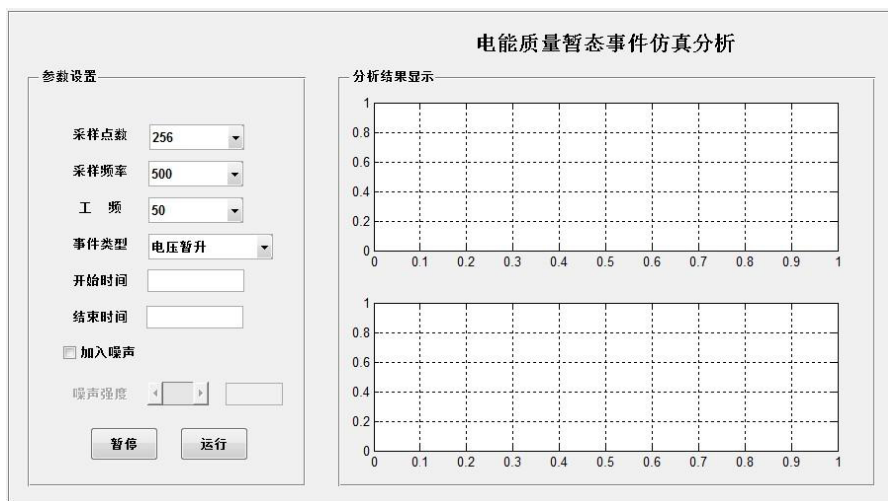 电能质量暂态事件仿真分析
参数设置
采样点数 256
采样频率 500
工 频 50
事件类型 电压暂升
开始时间
结束时间
加入噪声
噪声强度
暂停 运行
分析结果显示
1
0.8
0.6
0.4
0.2
0
0 0.1 0.2 0.3 0.4 0.5 0.6 0.7 0.8 0.9 1
1
0.8
0.6
0.4
0.2
0
0 0.1 0.2 0.3 0.4 0.5 0.6 0.7 0.8 0.9 1